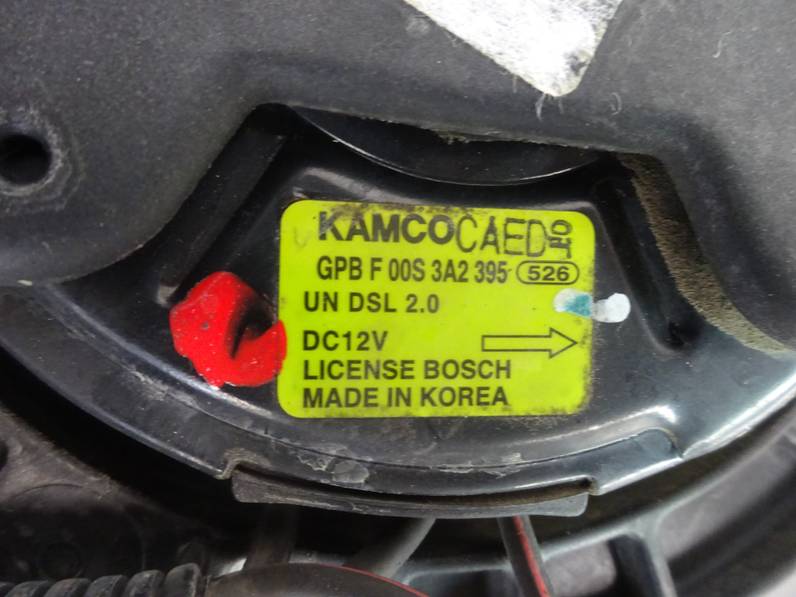 KAMCO CAED
GPB F 00S 3A2 395 526
UN DSL 2.0
DC12V
LICENSE BOSCH
MADE IN KOREA